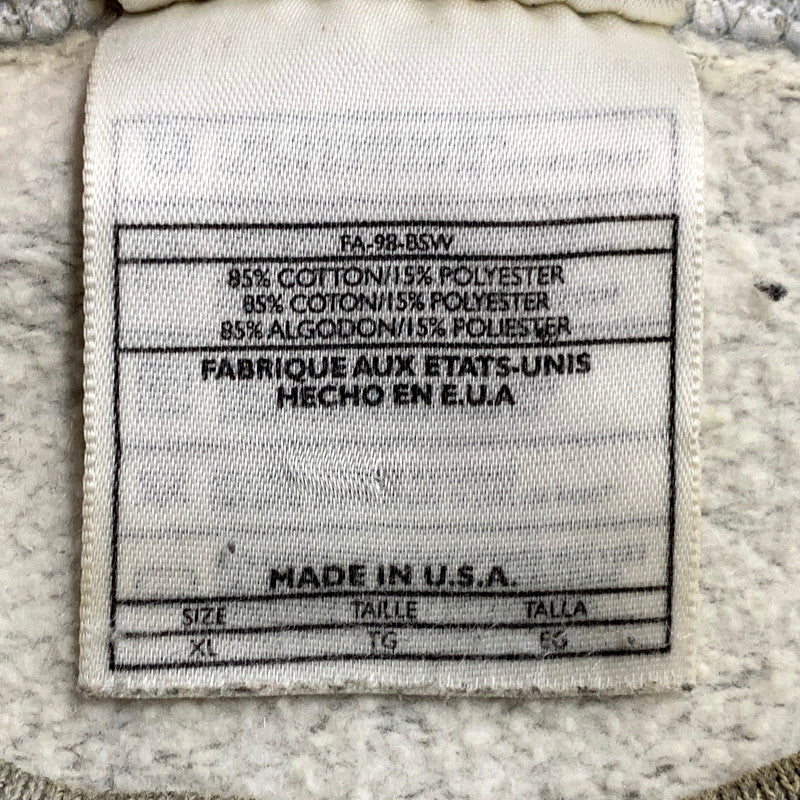 FA-98-BSW
85% COTTON/15% POLYESTER
85% COTON/15% POLYESTER
85% ALGODON/15% POLIESTER
FABRIQUE AUX ETATS-UNIS
HECHO EN E.U.A
MADE IN U.S.A.
SIZE TAILLE TALLA
XL TG EG